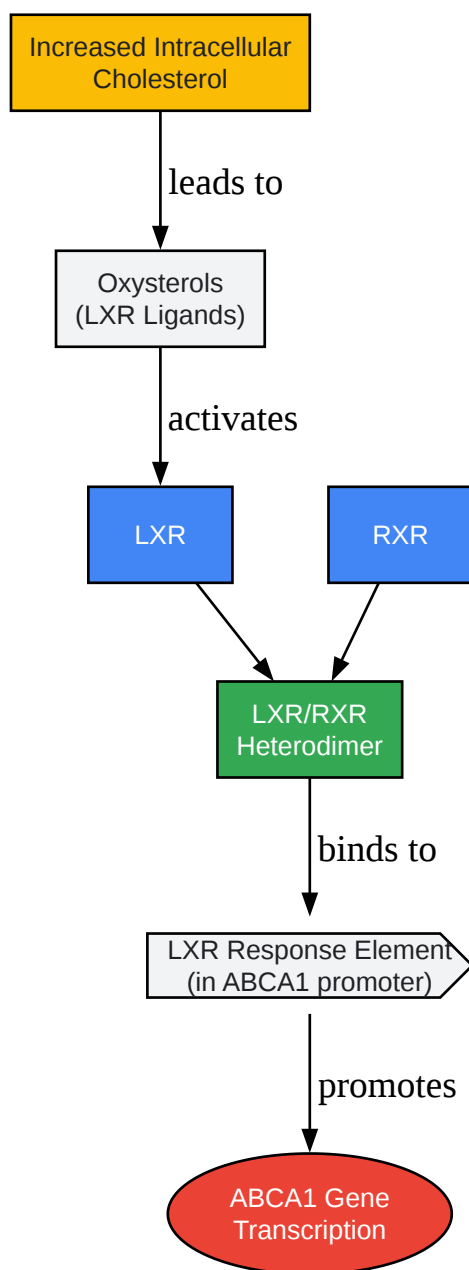 Increased Intracellular
Cholesterol
leads to
Oxysterols
(LXR Ligands)
activates
LXR
RXR
LXR/RXR
Heterodimer
binds to
LXR Response Element
(in ABCA1 promoter)
promotes
ABCA1 Gene
Transcription